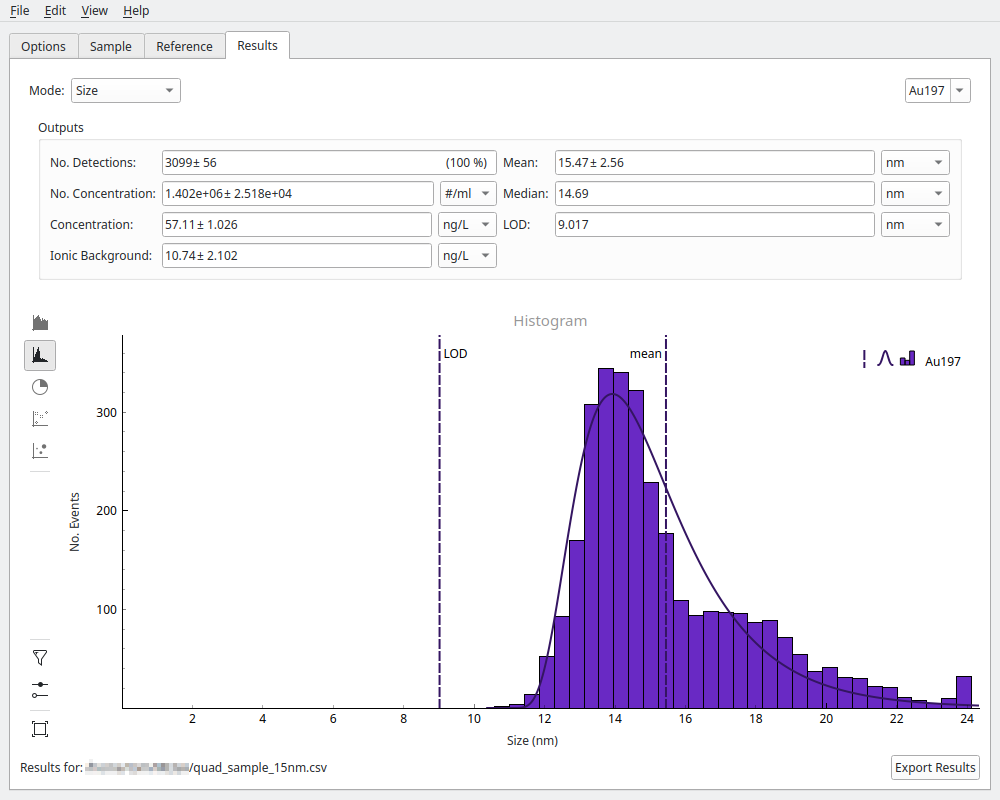 File Edit View Help
Options Sample Reference Results
Mode: Size Au197
Outputs
No. Detections: 3099± 56 (100 %) Mean: 15.47± 2.56 nm
No. Concentration: 1.402e+06± 2.518e+04 #/ml Median: 14.69 nm
Concentration: 57.11± 1.026 ng/L LOD: 9.017 nm
Ionic Background: 10.74± 2.102 ng/L
Histogram
LOD mean Au197
300
200
100
No. Events
2 4 6 8 10 12 14 16 18 20 22 24
Size (nm)
Results for: /quad_sample_15nm.csv Export Results